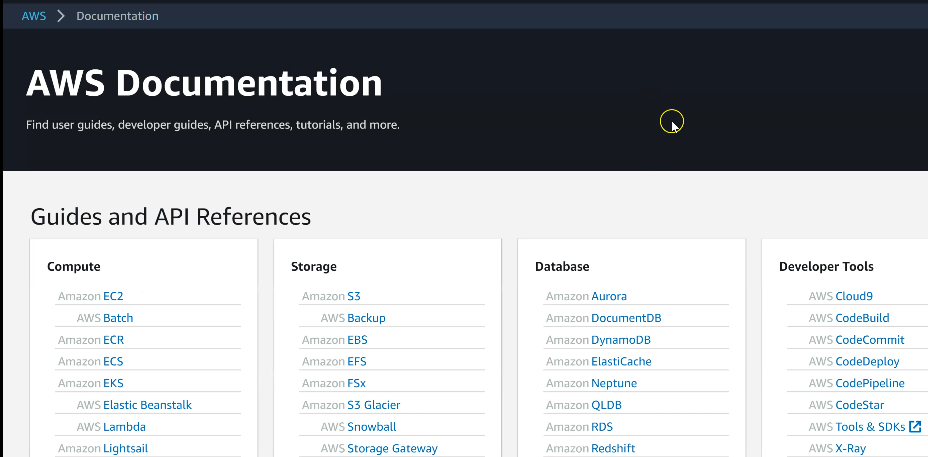 AWS > Documentation
AWS Documentation
Find user guides, developer guides, API references, tutorials, and more.
Guides and API References
Compute
Amazon EC2
AWS Batch
Amazon ECR
Amazon ECS
Amazon EKS
AWS Elastic Beanstalk
AWS Lambda
Amazon Lightsail
Storage
Amazon S3
AWS Backup
Amazon EBS
Amazon EFS
Amazon FSx
Amazon S3 Glacier
AWS Snowball
AWS Storage Gateway
Database
Amazon Aurora
Amazon DocumentDB
Amazon DynamoDB
Amazon ElastiCache
Amazon Neptune
Amazon QLDB
Amazon RDS
Amazon Redshift
Developer Tools
AWS Cloud9
AWS CodeBuild
AWS CodeCommit
AWS CodeDeploy
AWS CodePipeline
AWS CodeStar
AWS Tools & SDKs
AWS X-Ray